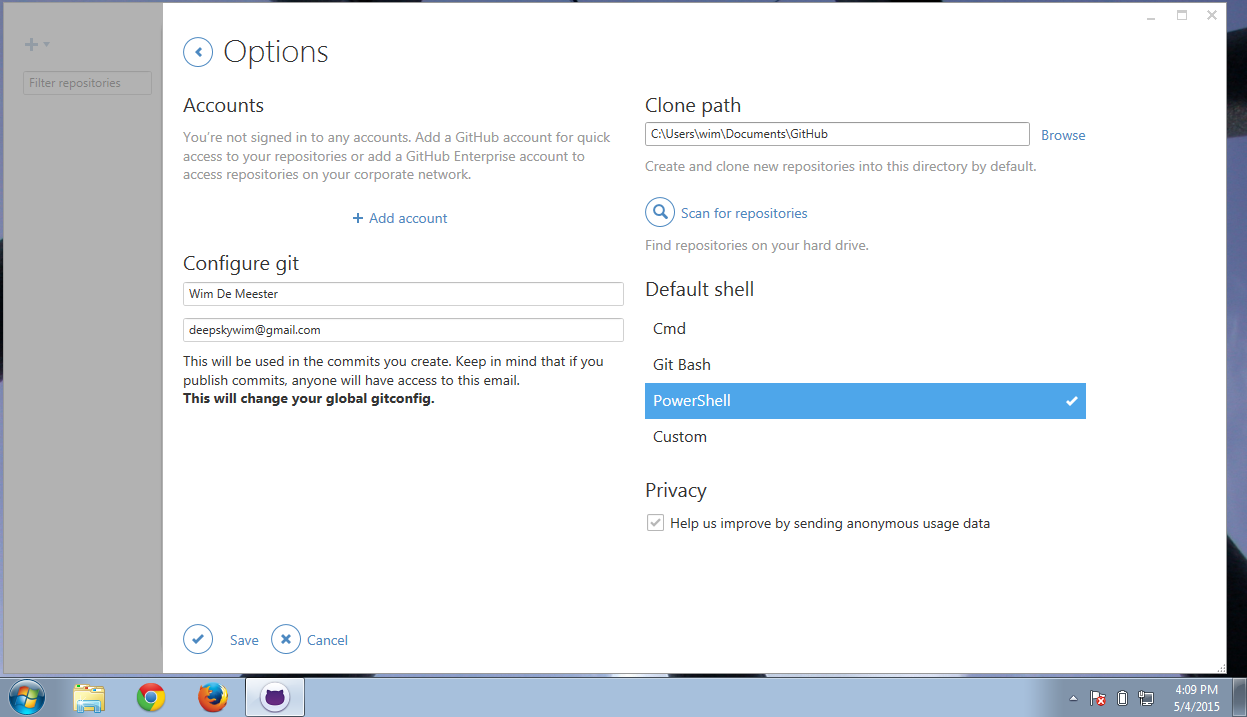 Filter repositories
Options
Accounts
You're not signed in to any accounts. Add a GitHub account for quick
access to your repositories or add a GitHub Enterprise account to
access repositories on your corporate network.
+ Add account
Configure git
Wim De Meester
deepskywim@gmail.com
This will be used in the commits you create. Keep in mind that if you
publish commits, anyone will have access to this email.
This will change your global gitconfig.
Save
Cancel
Clone path
C:\Users\wim\Documents\GitHub
Browse
Create and clone new repositories into this directory by default.
Scan for repositories
Find repositories on your hard drive.
Default shell
Cmd
Git Bash
PowerShell
Custom
Privacy
Help us improve by sending anonymous usage data
4:09 PM
5/4/2015